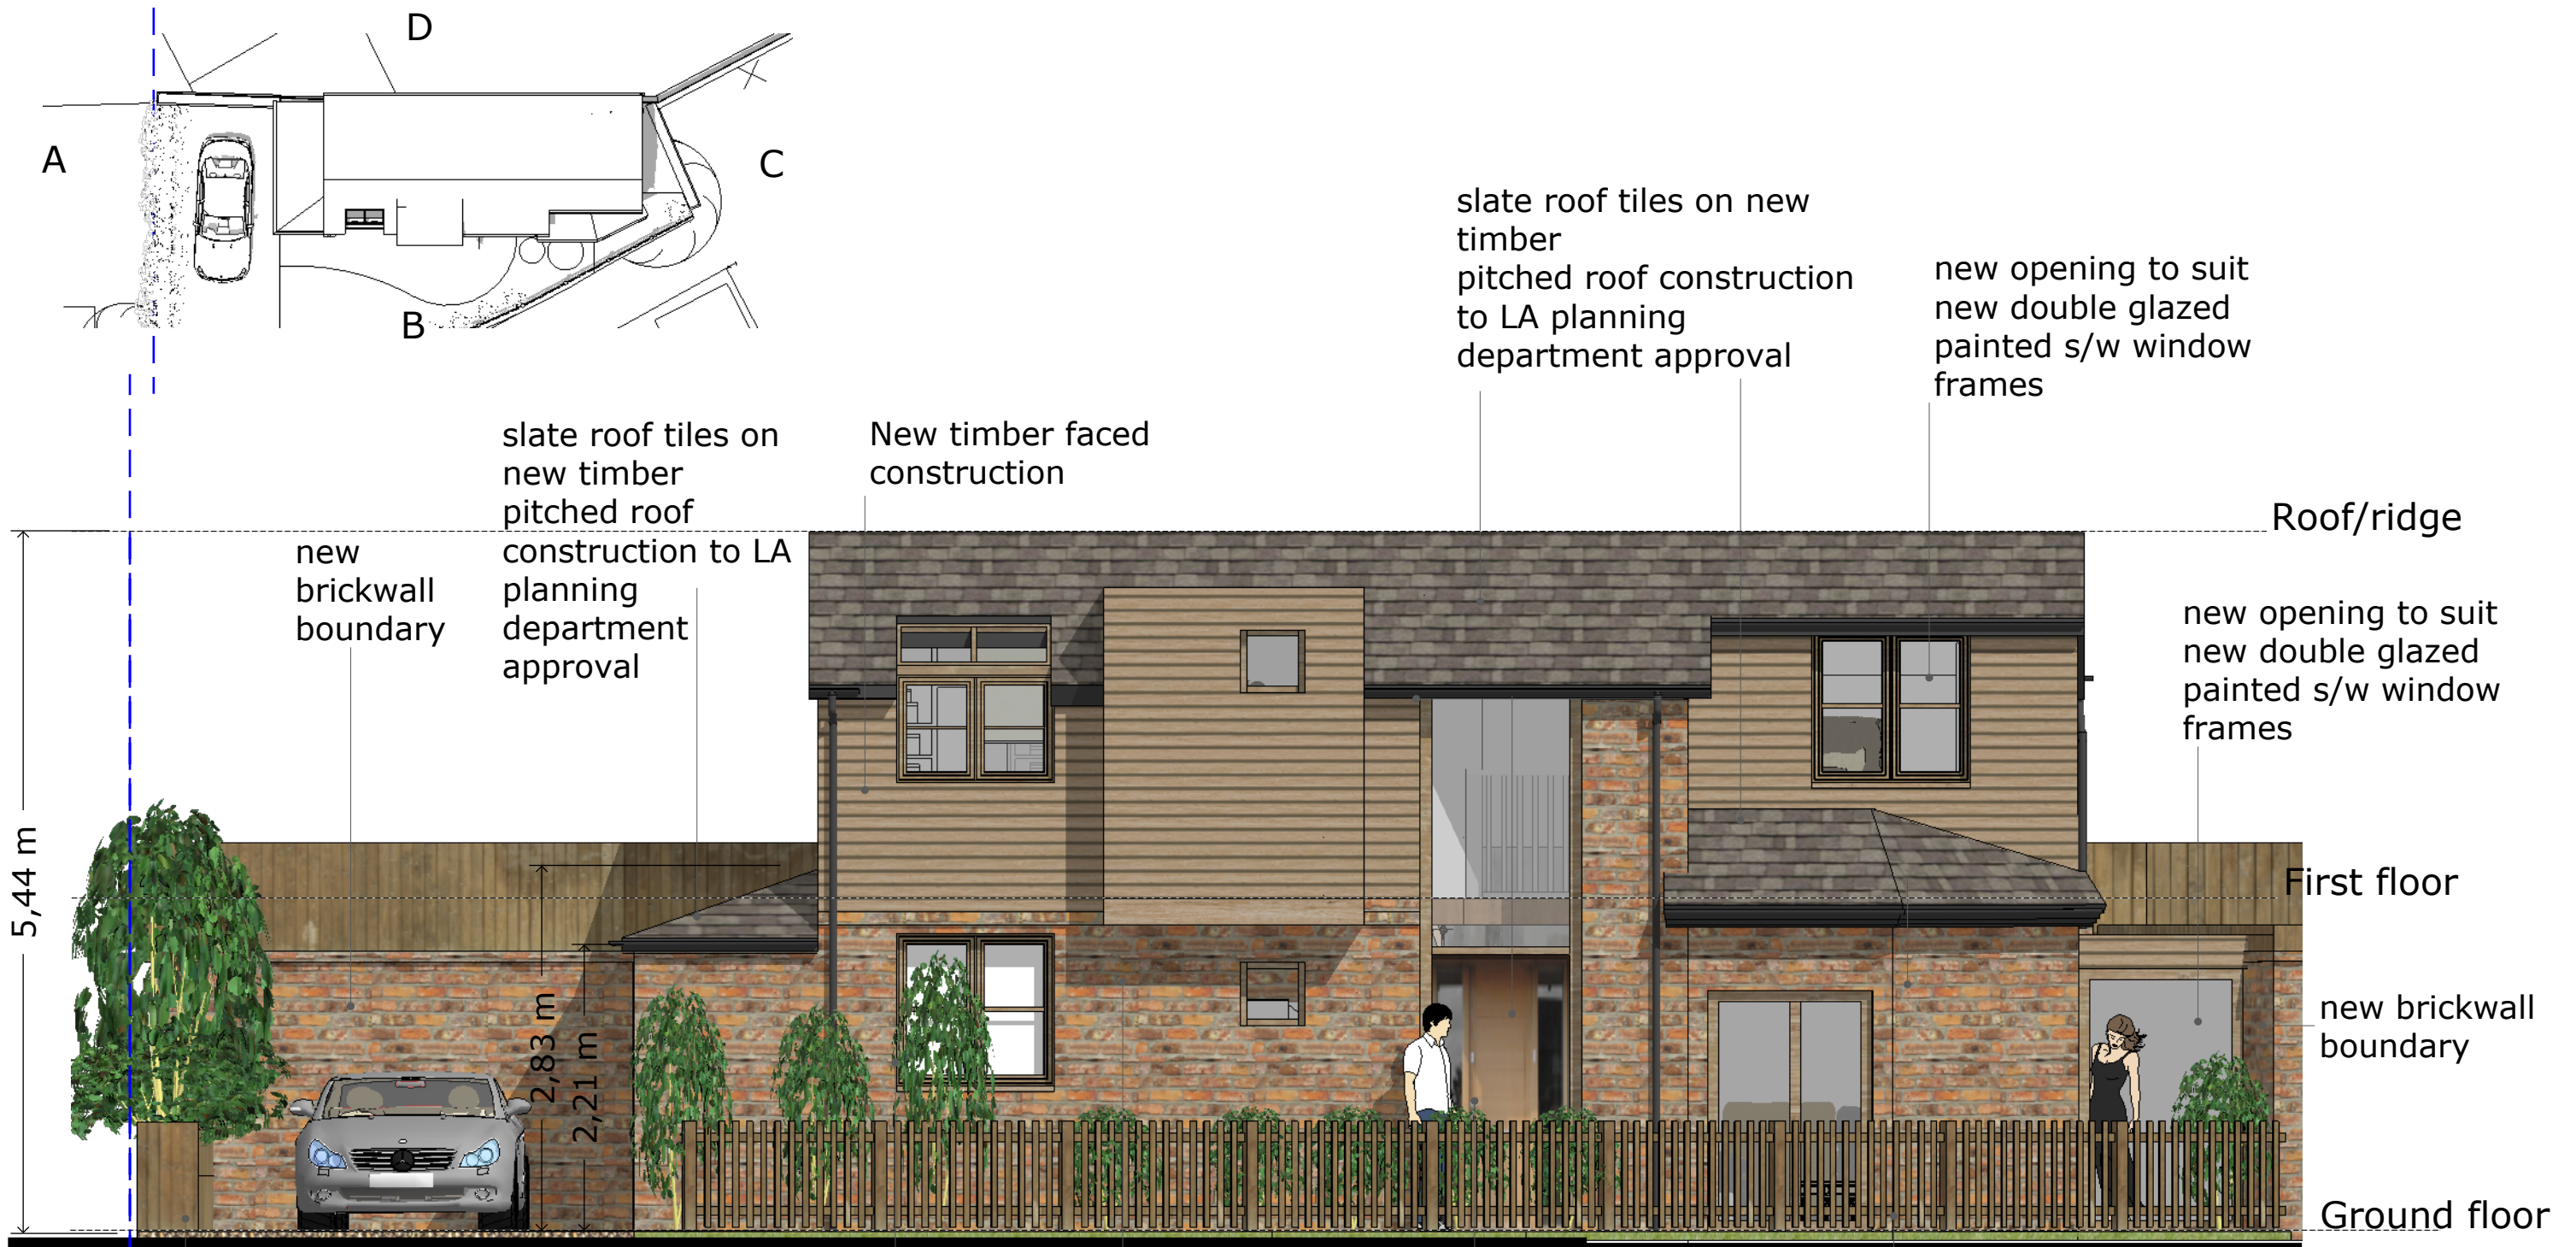 D
A
C
B
slate roof tiles on new
timber
pitched roof construction
to LA planning
department approval
new opening to suit
new double glazed
painted s/w window
frames
slate roof tiles on
new timber
pitched roof
construction to LA
planning
department
approval
New timber faced
construction
new
brickwall
boundary
Roof/ridge
new opening to suit
new double glazed
painted s/w window
frames
5,44 m
First floor
2,83 m
2,21 m
new brickwall
boundary
Ground floor